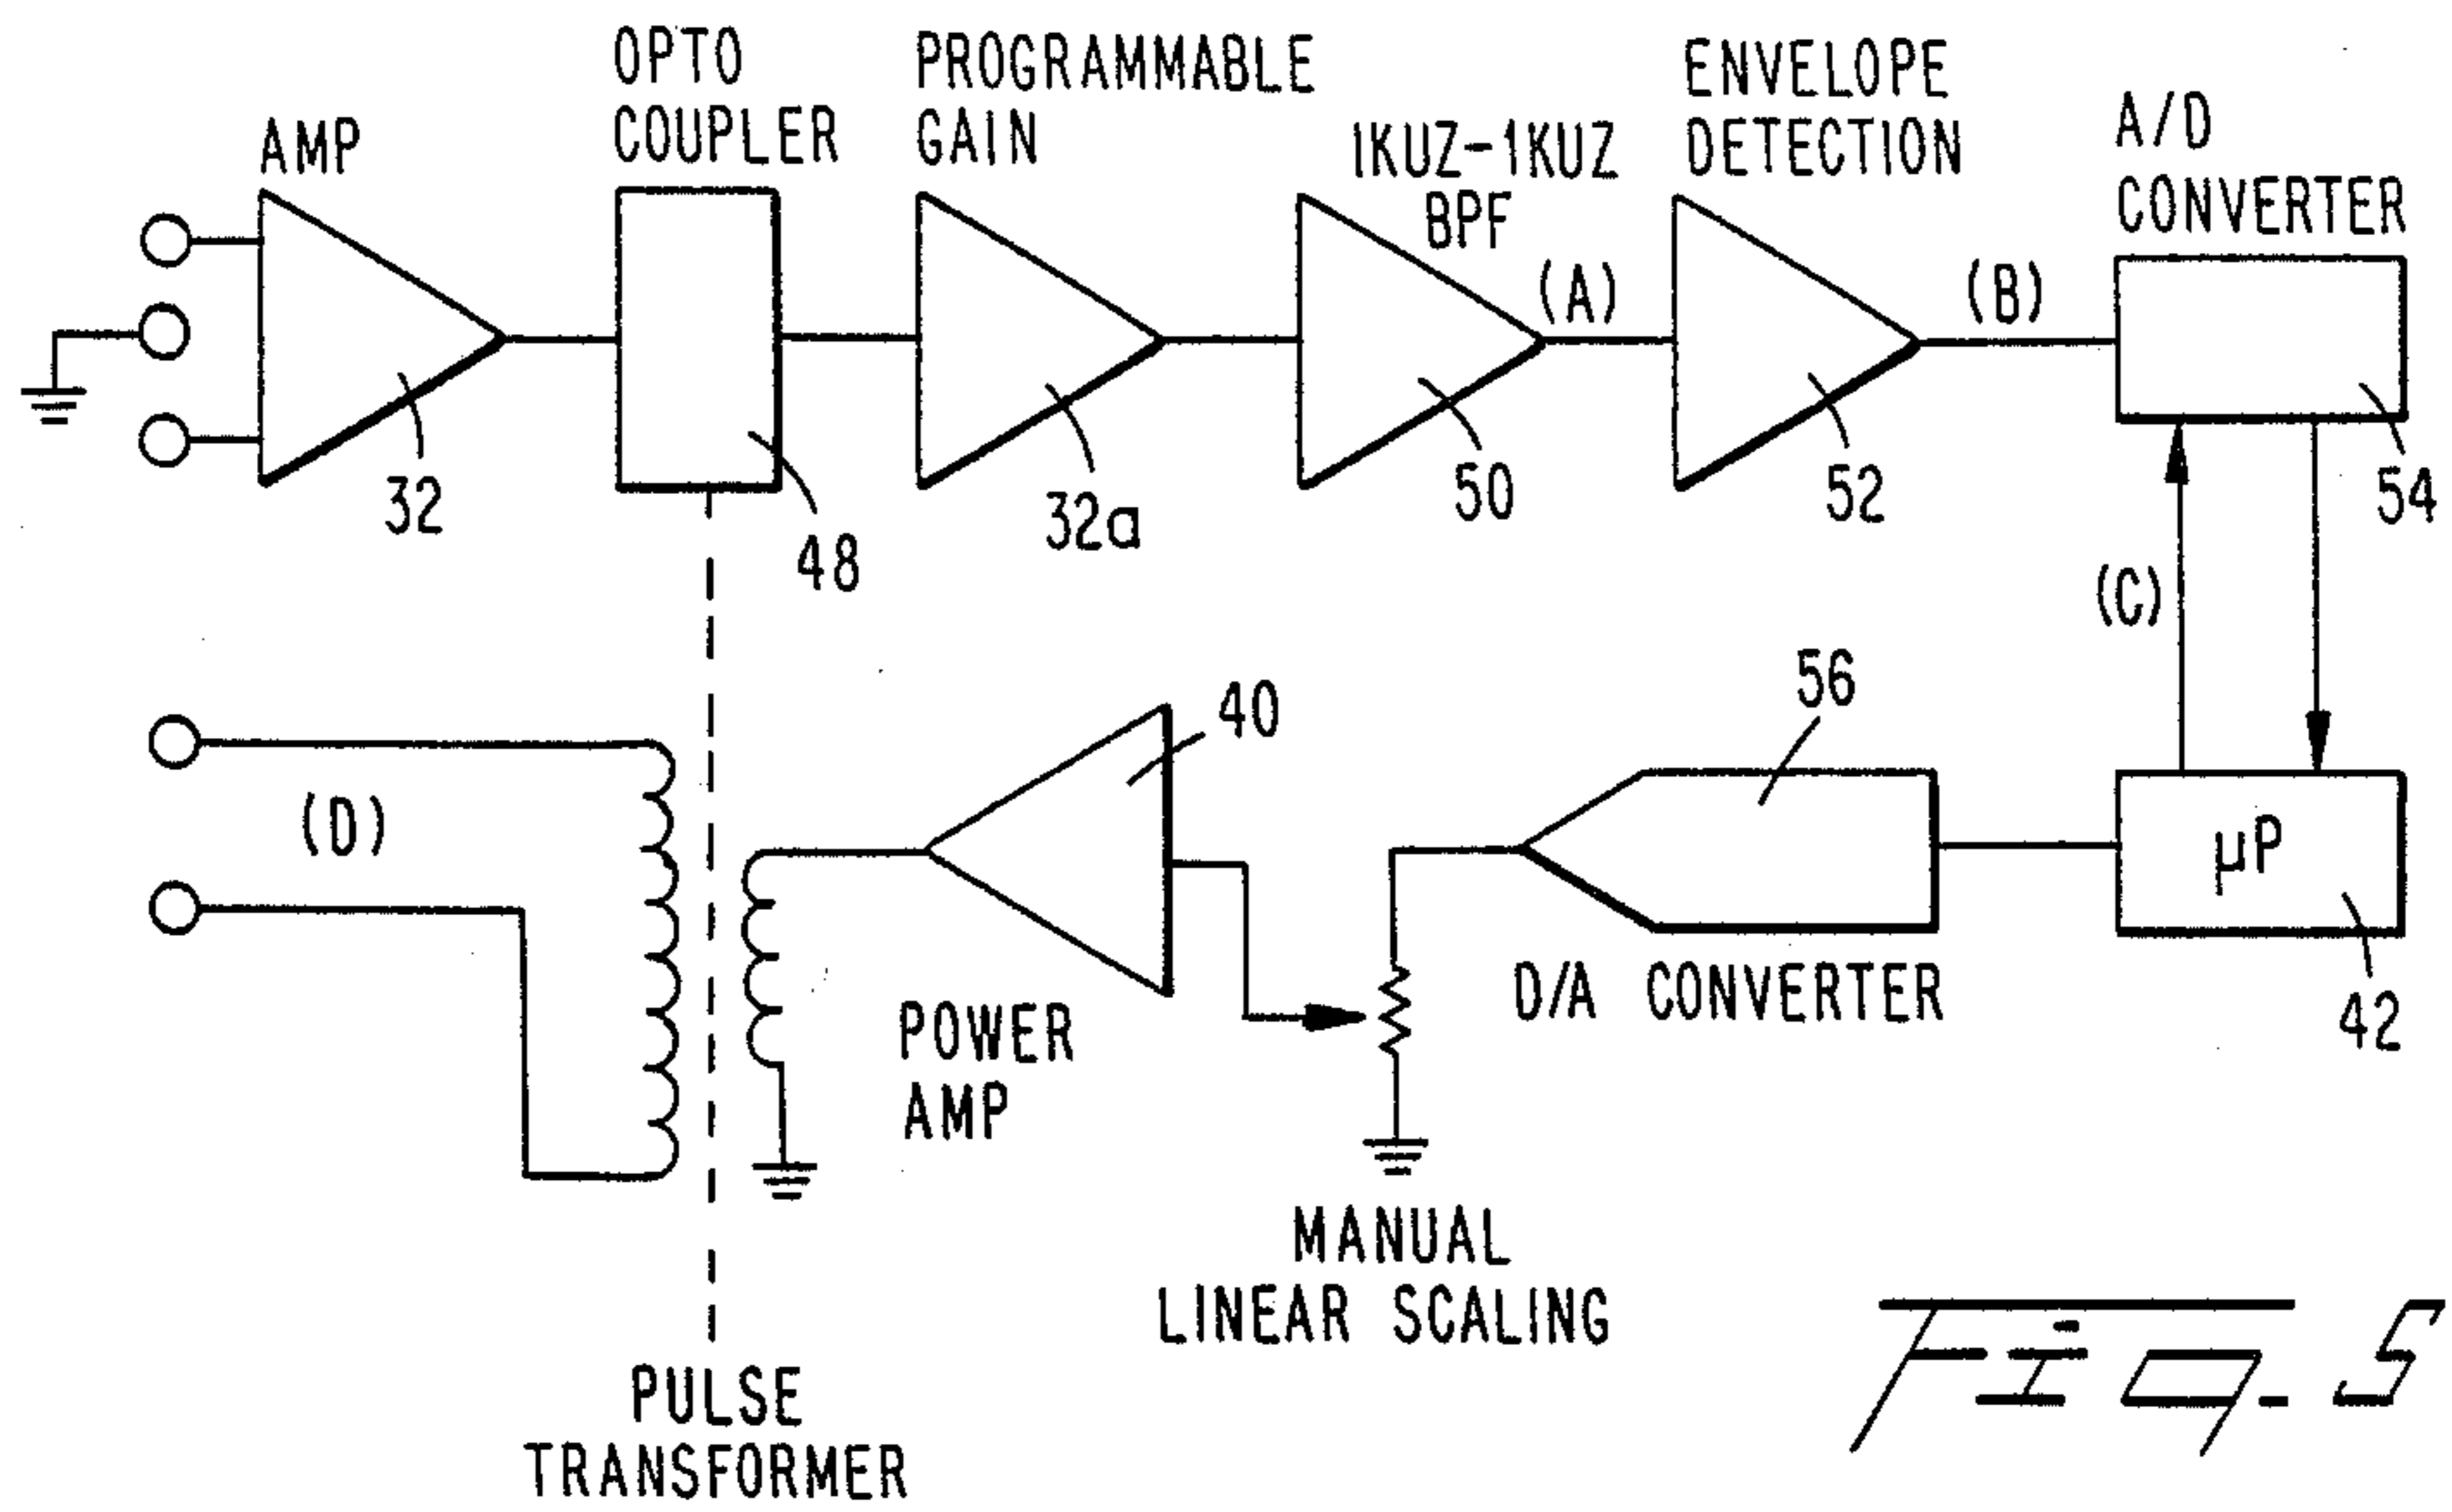 AMP
OPTO
COUPLER
PROGRAMMABLE
GAIN
1KUZ-1KUZ
BPF
ENVELOPE
DETECTION
A/D
CONVERTER
(A)
(B)
32
48
32a
50
52
54
(C)
(D)
40
56
μP
42
POWER
AMP
D/A CONVERTER
MANUAL
LINEAR SCALING
PULSE
TRANSFORMER
Fig. 5